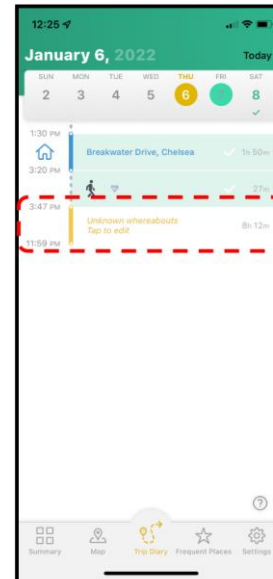 12:25
January 6, 2022 Today
SUN MON TUE WED THU FRI SAT
2 3 4 5 6 8
1:30 PM
Breakwater Drive, Chelsea 1h 50m
3:20 PM
27m
3:47 PM
Unknown whereabouts
Tap to edit
8h 12m
11:59 PM
?
Summary Map Trip Diary Frequent Places Settings